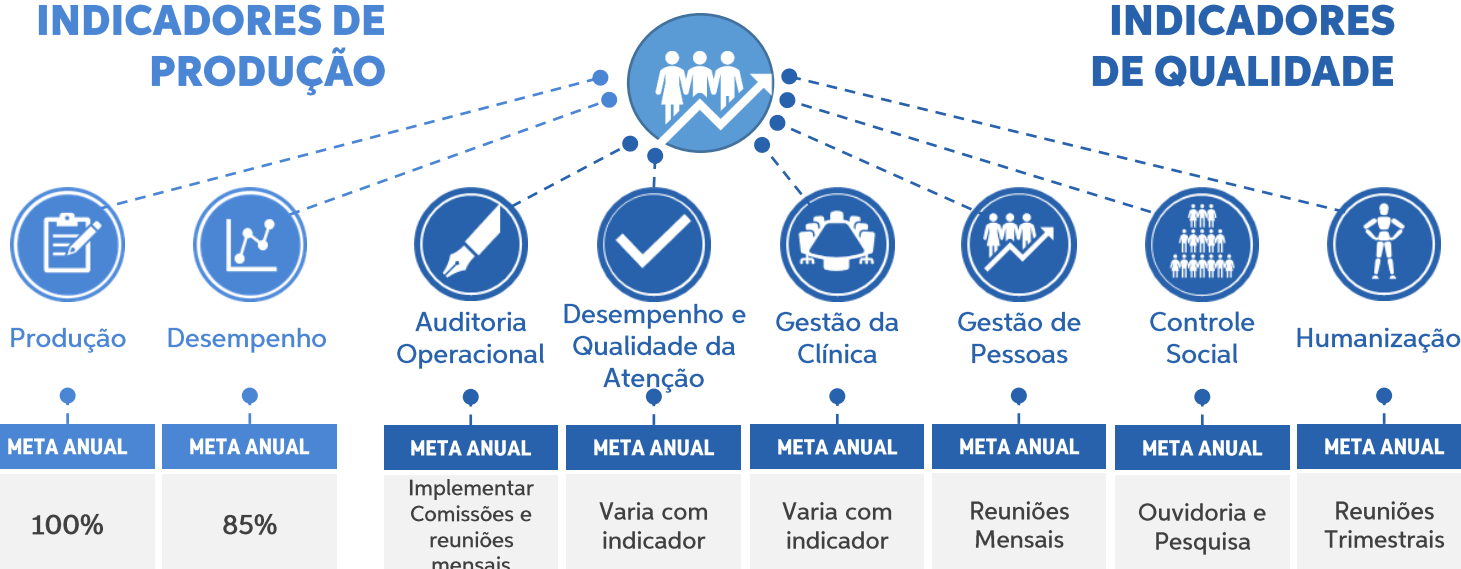 INDICADORES DE
PRODUÇÃO
INDICADORES
DE QUALIDADE
Produção
Desempenho
Auditoria
Operacional
Desempenho e
Qualidade da
Atenção
Gestão da
Clínica
Gestão de
Pessoas
Controle
Social
Humanização
META ANUAL
META ANUAL
META ANUAL
META ANUAL
META ANUAL
META ANUAL
META ANUAL
META ANUAL
100%
85%
Implementar
Comissões e
reuniões
mensais
Varia com
indicador
Varia com
indicador
Reuniões
Mensais
Ouvidoria e
Pesquisa
Reuniões
Trimestrais